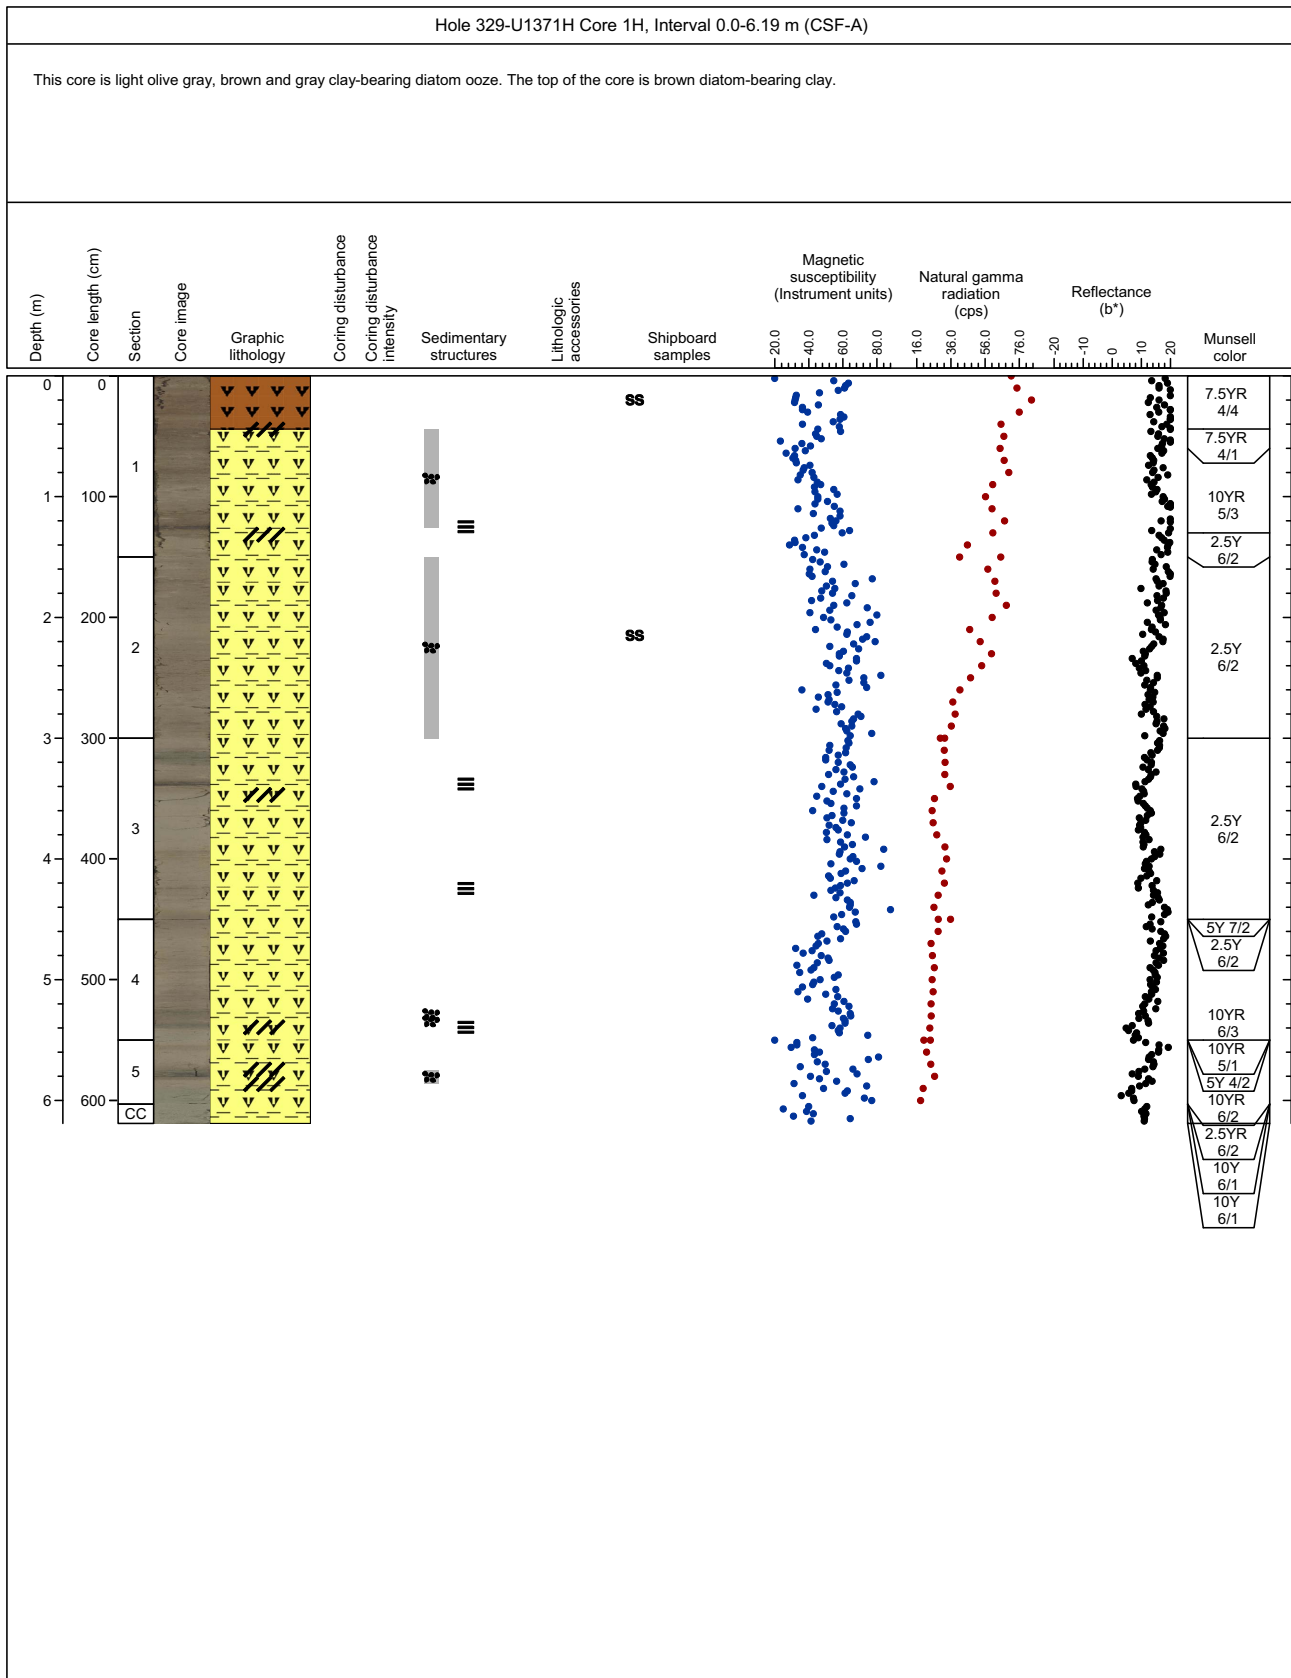 Hole 329-U1371H Core 1H, Interval 0.0-6.19 m (CSF-A)
This core is light olive gray, brown and gray clay-bearing diatom ooze. The top of the core is brown diatom-bearing clay.
Depth (m)
Core length (cm)
Section
Core image
Graphic
lithology
Coring disturbance
Coring disturbance
intensity
Sedimentary
structures
Lithologic
accessories
Shipboard
samples
Magnetic
susceptibility
(Instrument units)
20.0 40.0 60.0 80.0
Natural gamma
radiation
(cps)
16.0 36.0 56.0 76.0
Reflectance
(b*)
-20 -10 0 10 20
Munsell
color
0
1
2
3
4
5
6
0
100
200
300
400
500
600
1
2
3
4
5
CC
SS
SS
7.5YR
4/4
7.5YR
4/1
10YR
5/3
2.5Y
6/2
2.5Y
6/2
2.5Y
6/2
5Y 7/2
2.5Y
6/2
10YR
6/3
10YR
5/1
5Y 4/2
10YR
6/2
2.5YR
6/2
10Y
6/1
10Y
6/1